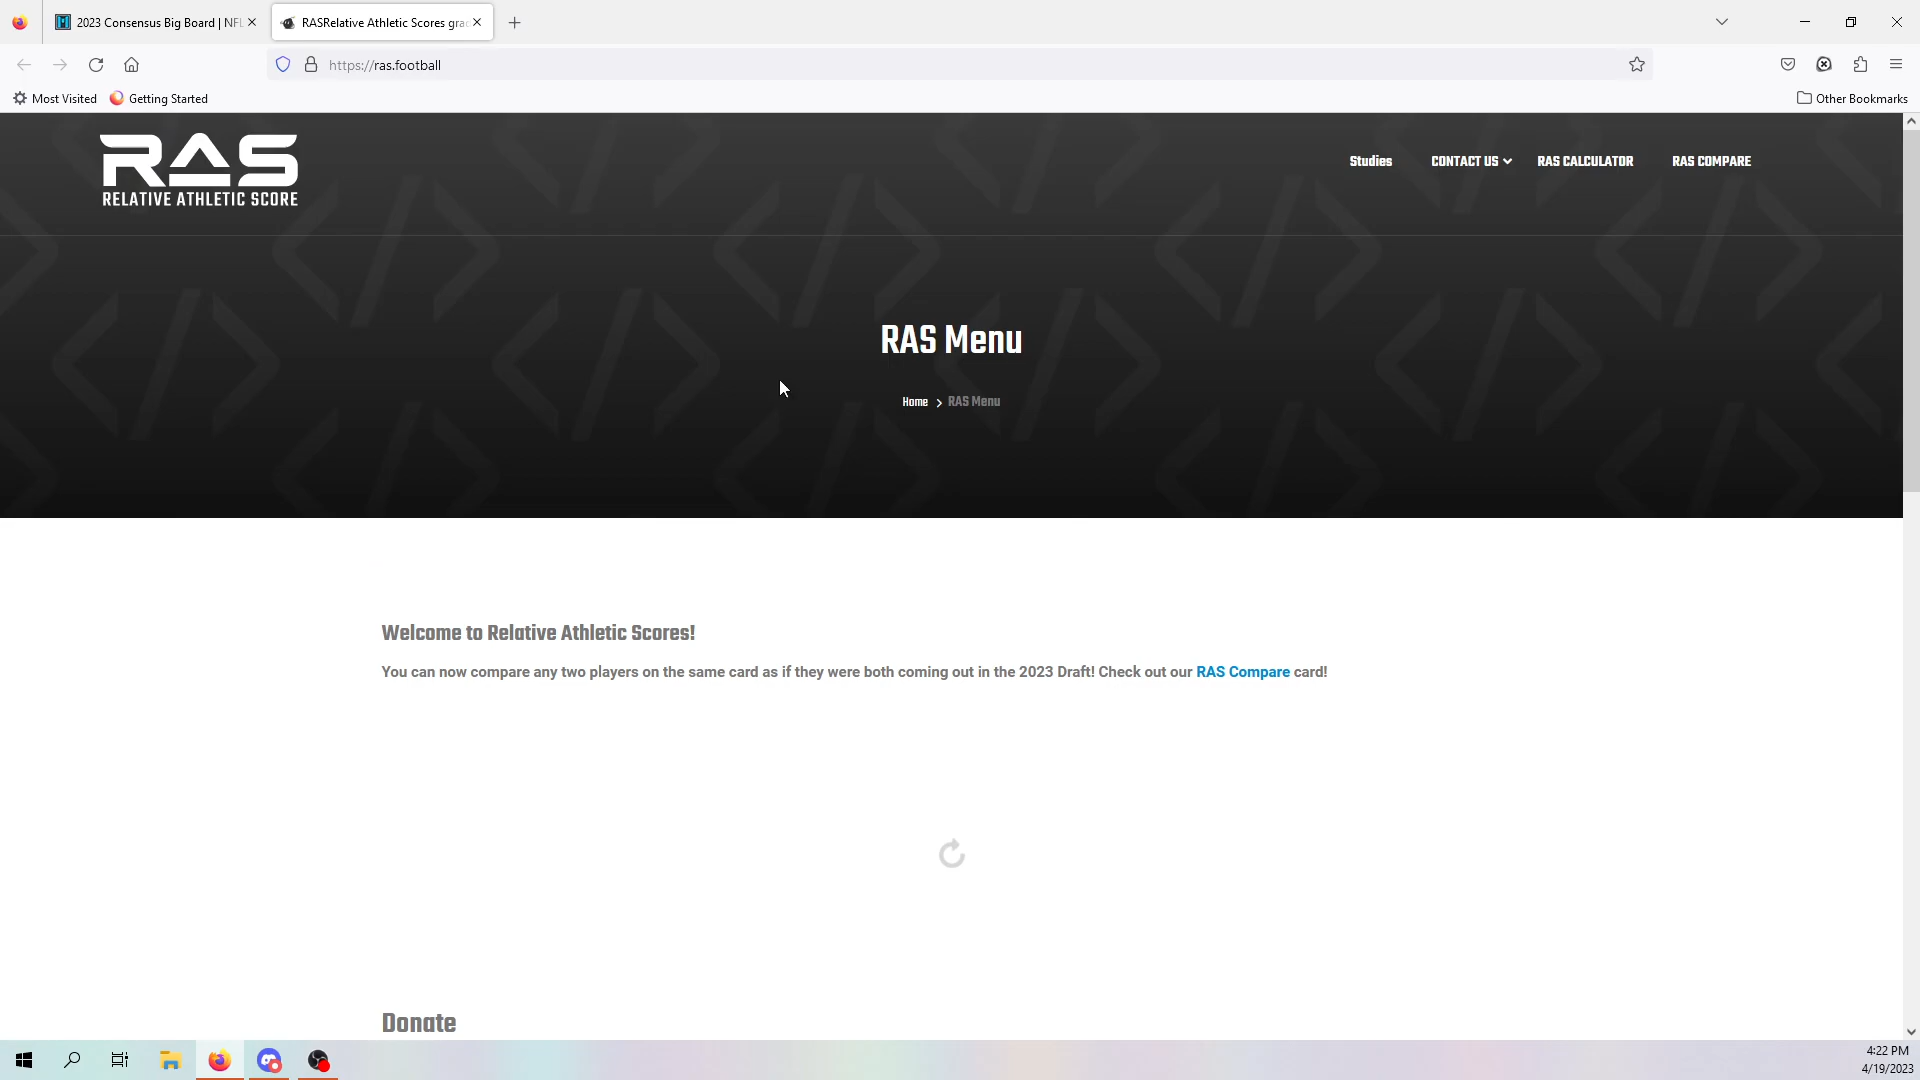 2023 Consensus Big Board | NFL
RASRelative Athletic Scores grad
https://ras.football
Most Visited
Getting Started
Other Bookmarks
RAS
RELATIVE ATHLETIC SCORE
Studies
CONTACT US
RAS CALCULATOR
RAS COMPARE
RAS Menu
Home
RAS Menu
Welcome to Relative Athletic Scores!
You can now compare any two players on the same card as if they were both coming out in the 2023 Draft! Check out our RAS Compare card!
Donate
4:22 PM
4/19/2023